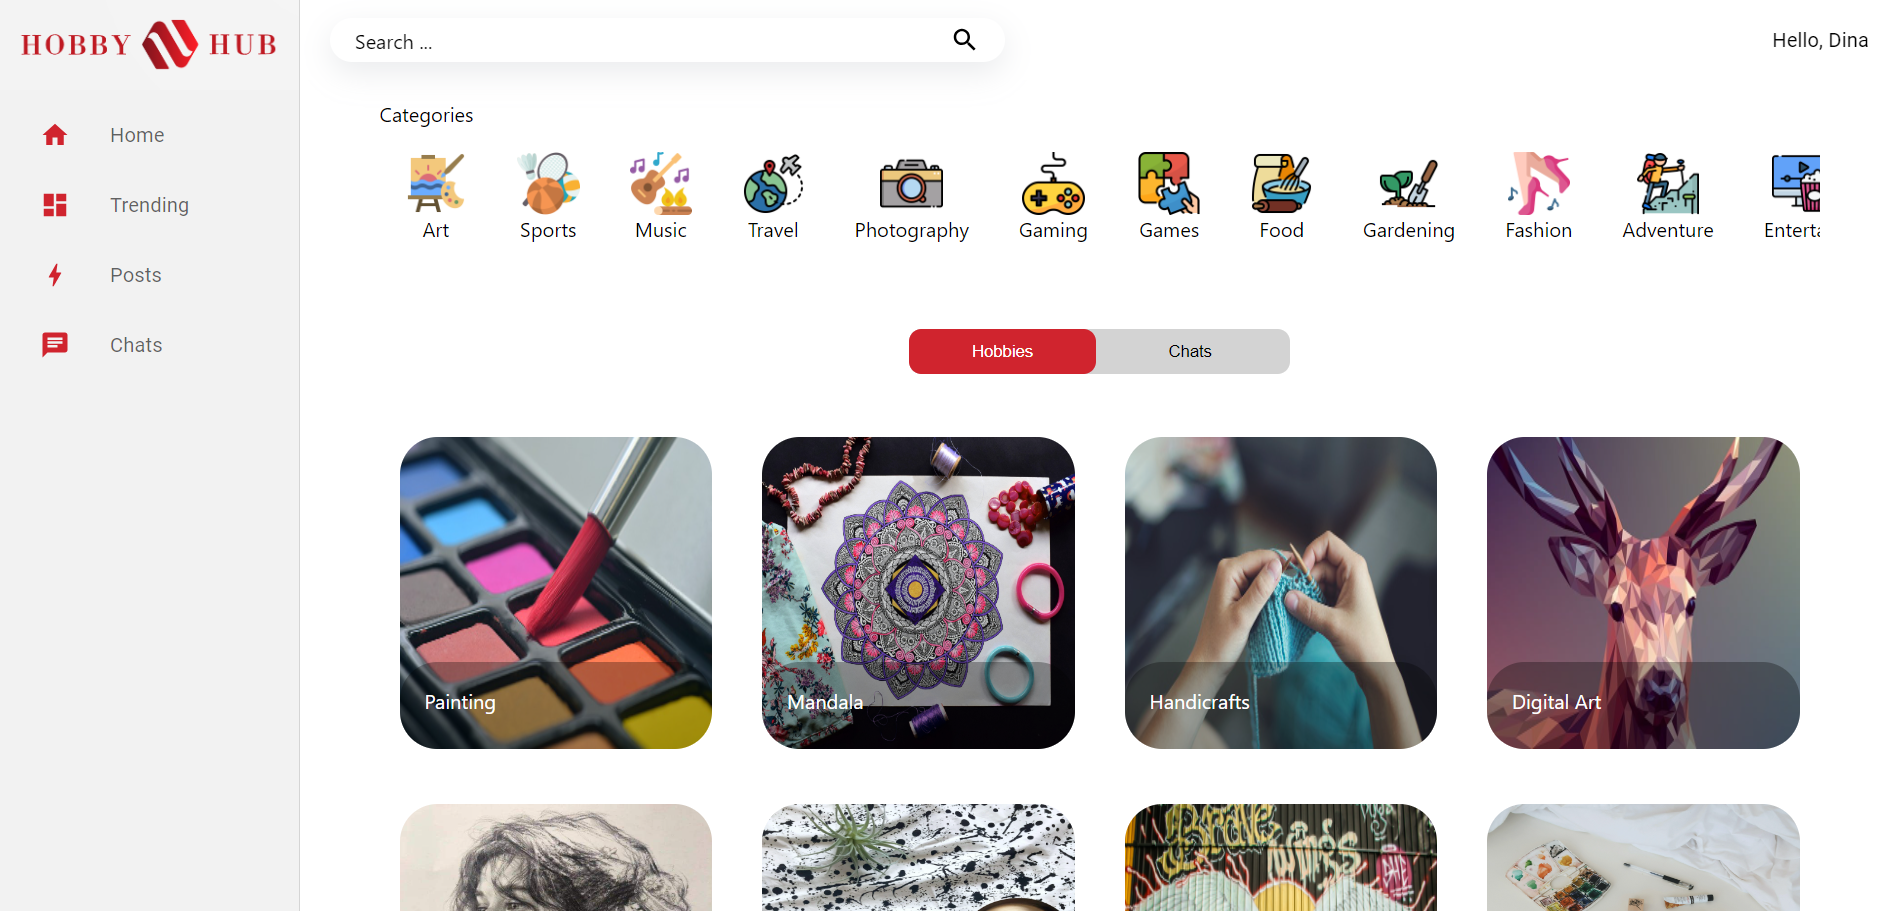 HOBBY HUB
Search ...
Hello, Dina
Home
Trending
Posts
Chats
Categories
Art
Sports
Music
Travel
Photography
Gaming
Games
Food
Gardening
Fashion
Adventure
Enterta
Hobbies
Chats
Painting
Mandala
Handicrafts
Digital Art